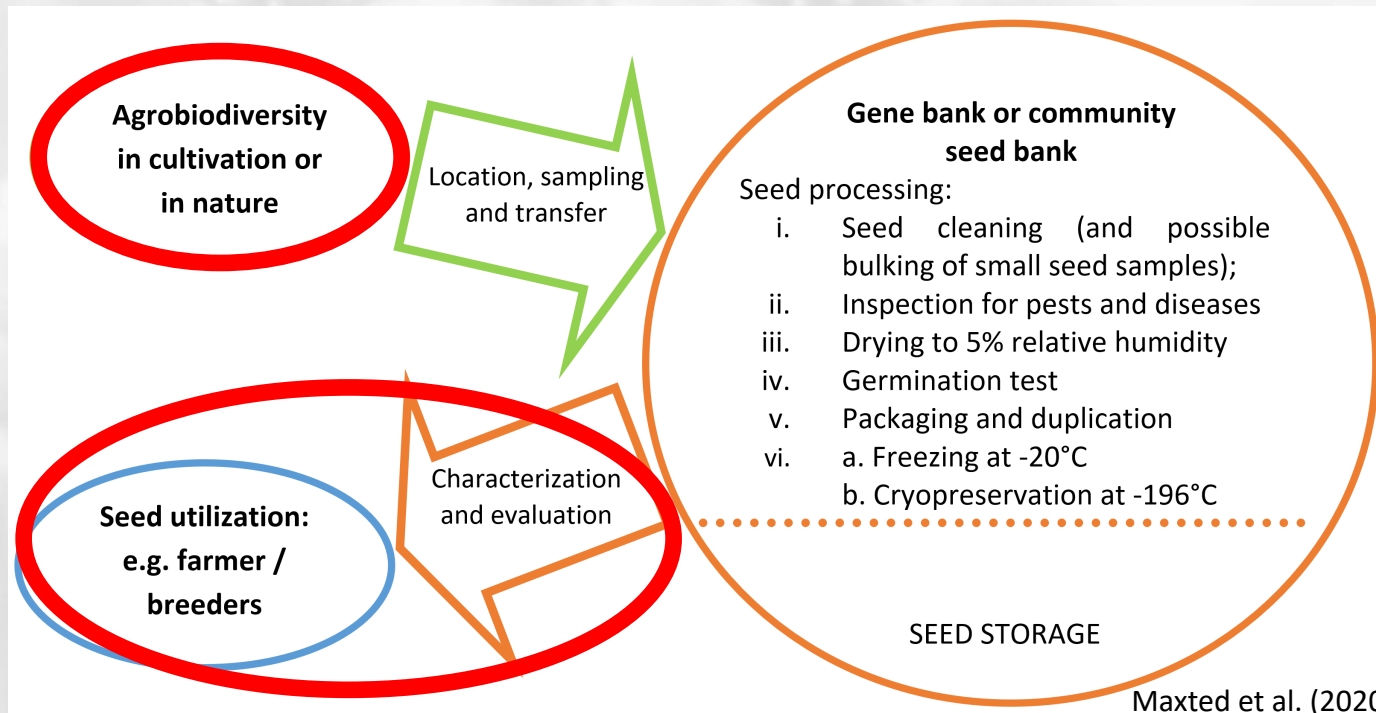 Agrobiodiversity
in cultivation or
in nature
Location, sampling
and transfer
Gene bank or community
seed bank
Seed processing:
i. Seed cleaning (and possible
bulking of small seed samples);
ii. Inspection for pests and diseases
iii. Drying to 5% relative humidity
iv. Germination test
v. Packaging and duplication
vi. a. Freezing at -20°C
b. Cryopreservation at -196°C
SEED STORAGE
Characterization
and evaluation
Seed utilization:
e.g. farmer /
breeders
Maxted et al. (2020